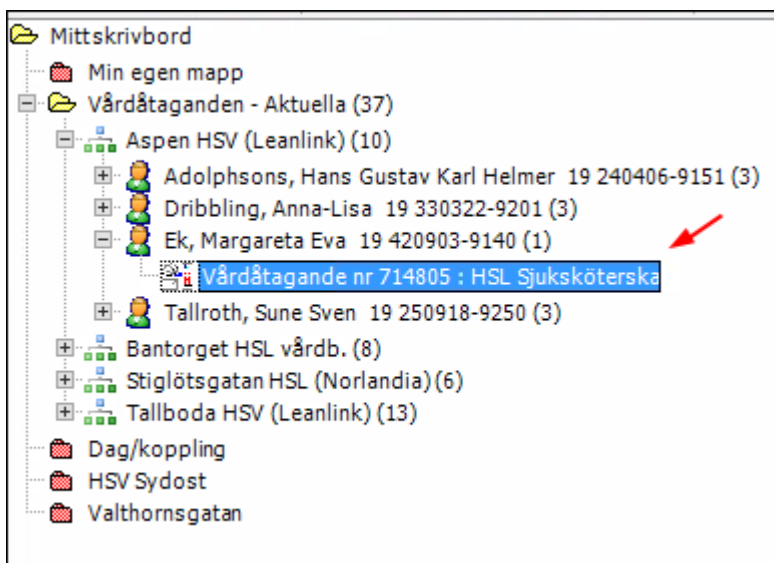 Mitt skrivbord
Min egen mapp
Vårdåtaganden - Aktuella (37)
Aspen HSV (Leanlink) (10)
Adolphsons, Hans Gustav Karl Helmer 19 240406-9151 (3)
Dribbling, Anna-Lisa 19 330322-9201 (3)
Ek, Margareta Eva 19 420903-9140 (1)
Vårdåtagande nr 714805 : HSL Sjuksköterska
Tallroth, Sune Sven 19 250918-9250 (3)
Bantorget HSL vårdb. (8)
Stiglötsgatan HSL (Norlandia) (6)
Tallboda HSV (Leanlink) (13)
Dag/koppling
HSV Sydost
Valthornsgatan